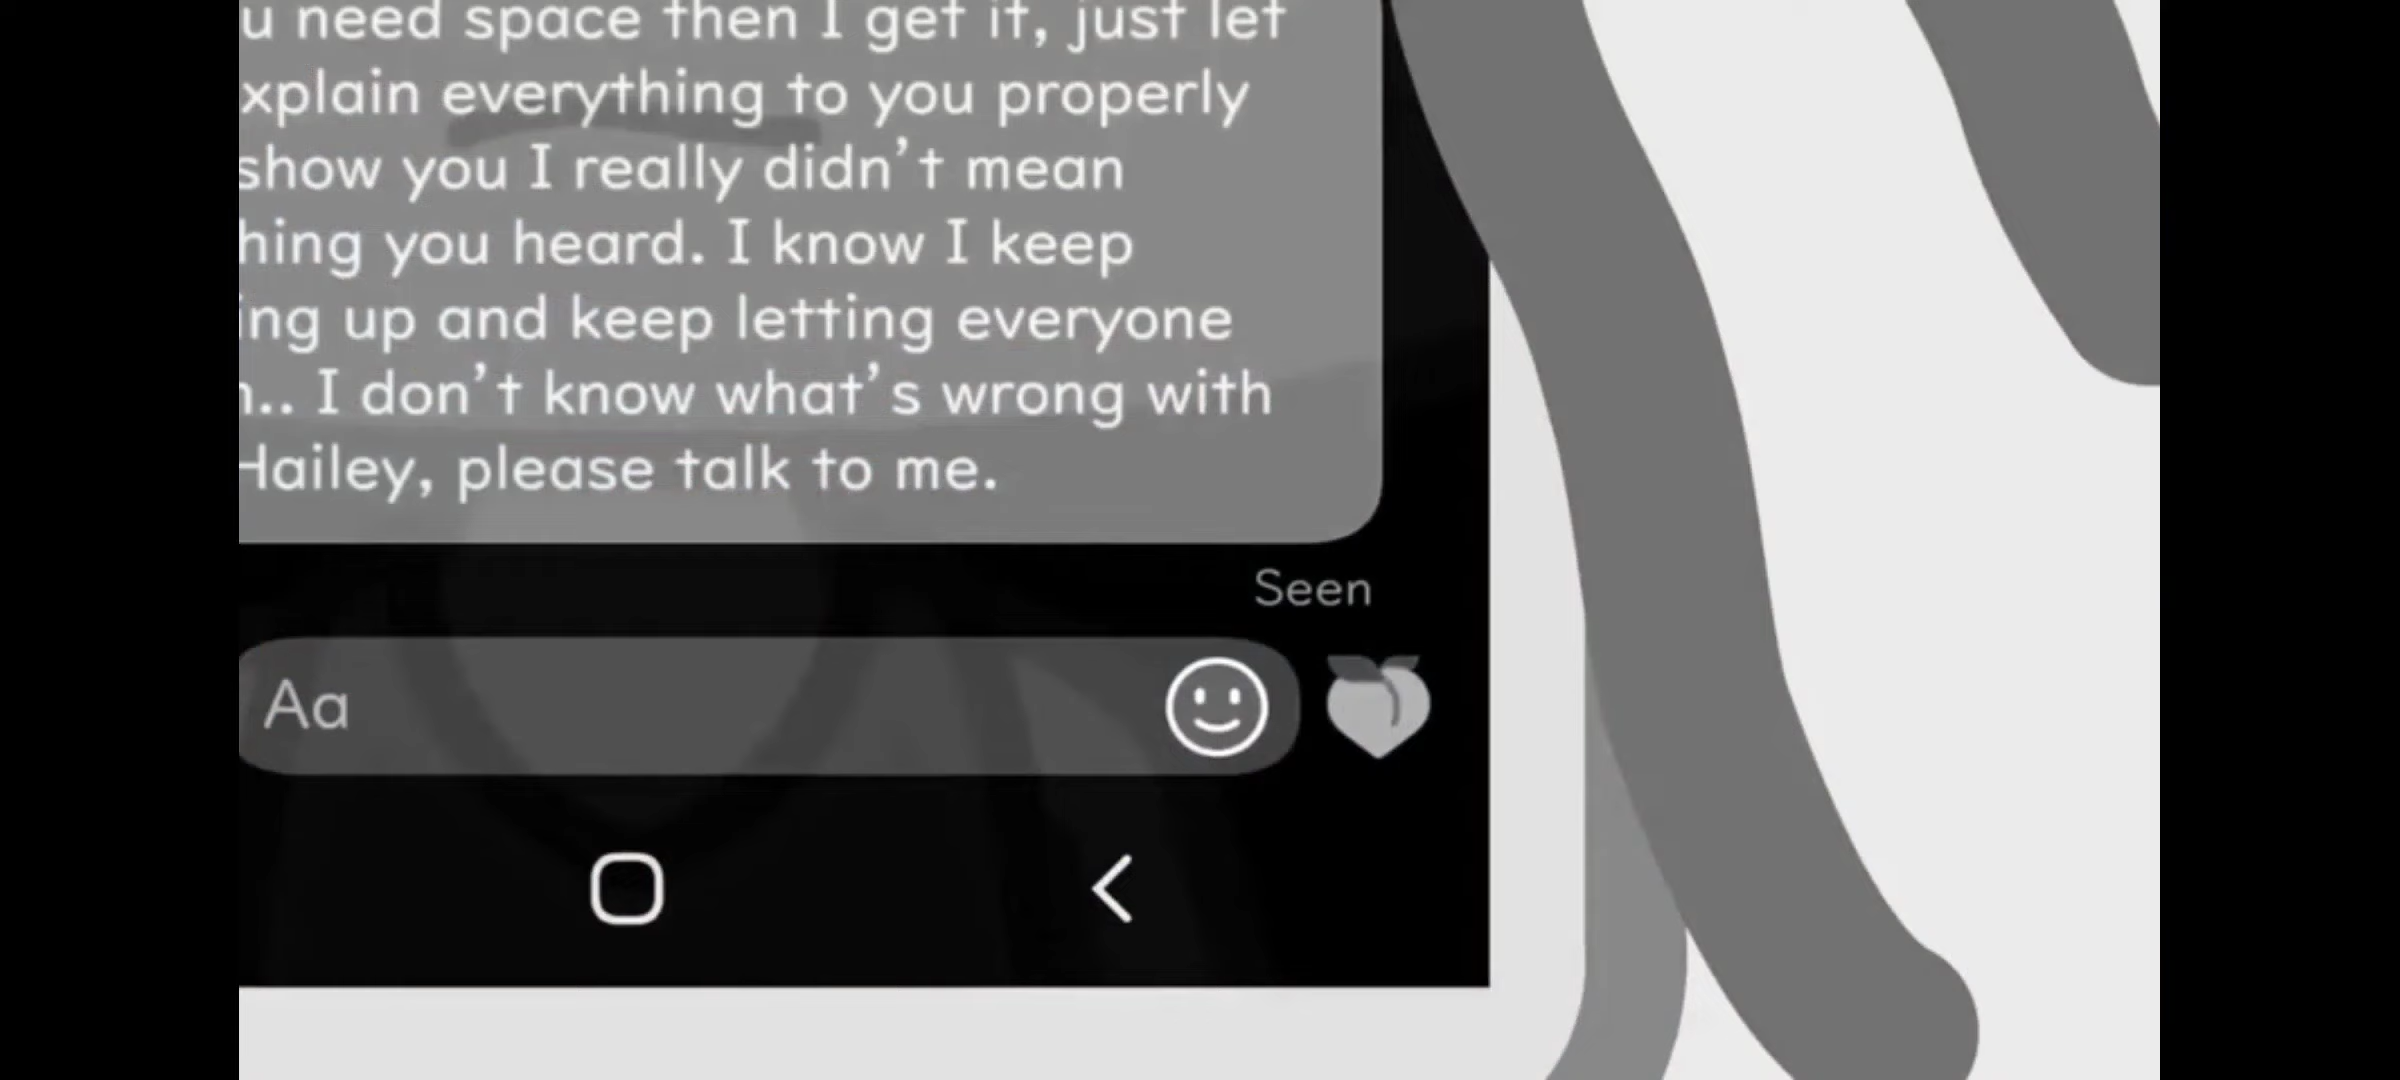 u need space then I get it, just let
xplain everything to you properly
show you I really didn't mean
hing you heard. I know I keep
ing up and keep letting everyone
.. I don't know what's wrong with
Hailey, please talk to me.
Seen
Aa